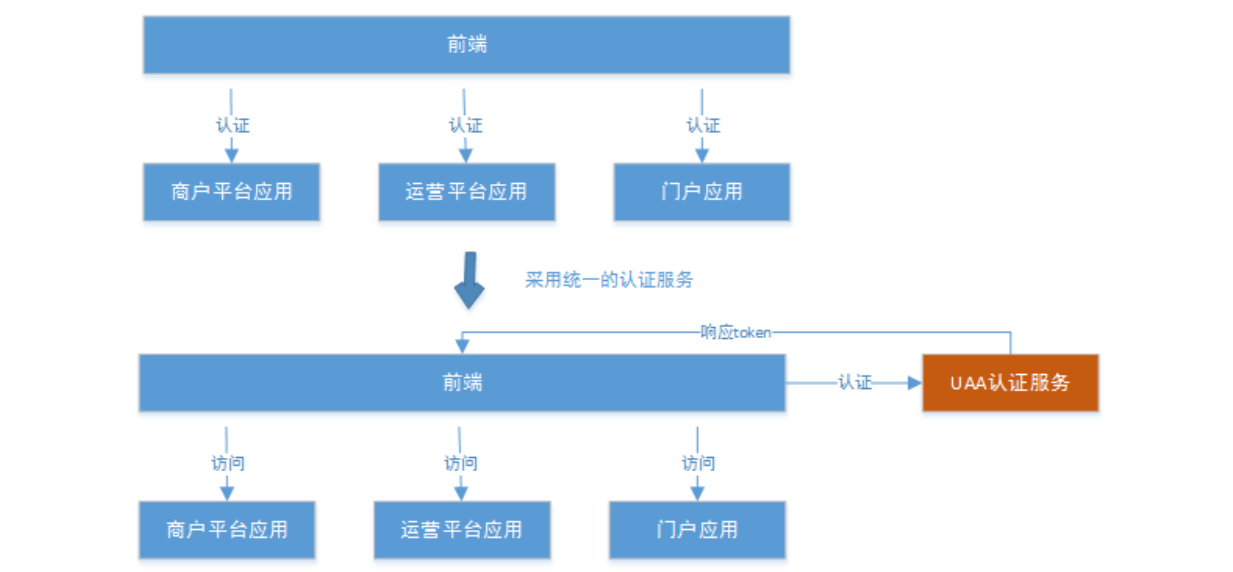 前端
认证
认证
认证
商户平台应用
运营平台应用
门户应用
采用统一的认证服务
响应token
前端
认证
UAA认证服务
访问
访问
访问
商户平台应用
运营平台应用
门户应用